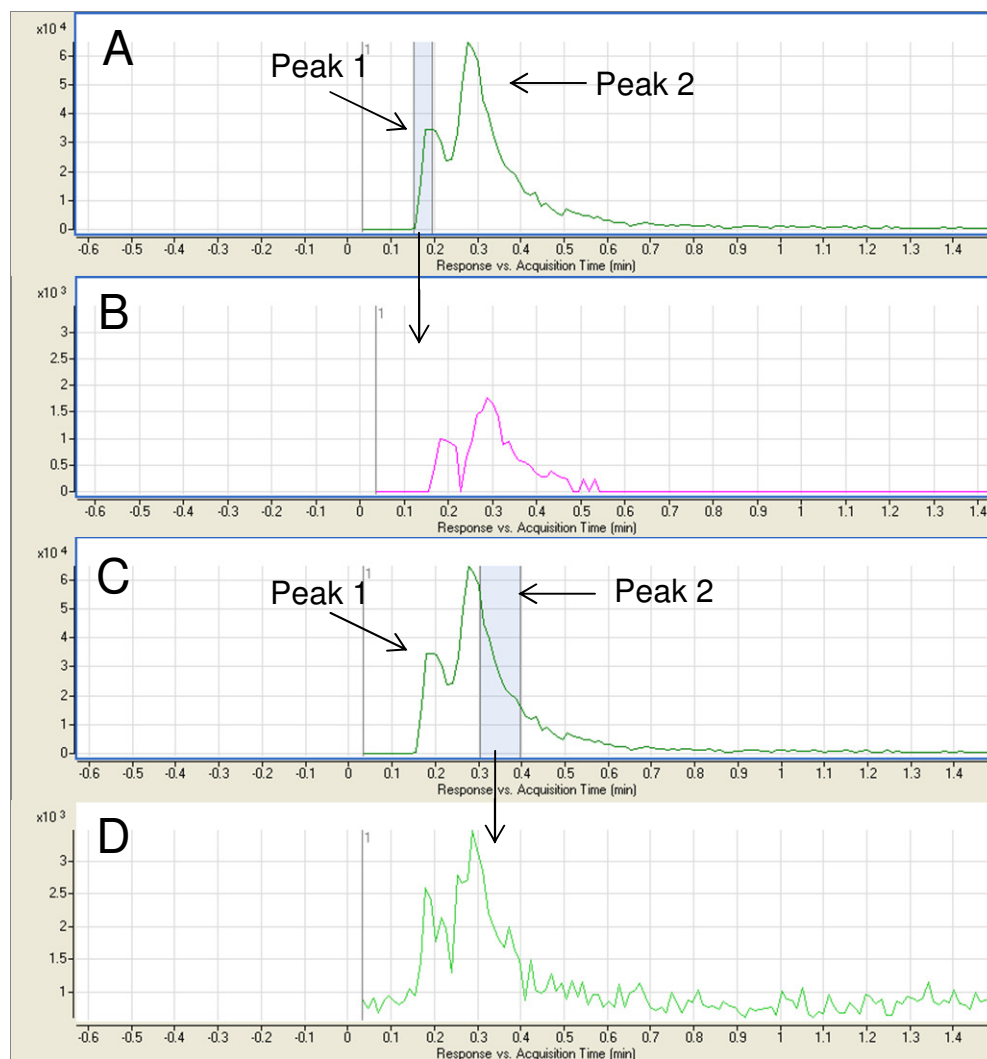 x10 4
A
1
Peak 1
Peak 2
6
5
4
3
2
1
0
-0.6 -0.5 -0.4 -0.3 -0.2 -0.1 0 0.1 0.2 0.3 0.4 0.5 0.6 0.7 0.8 0.9 1 1.1 1.2 1.3 1.4
Response vs. Acquisition Time (min)
x10 3
B
1
3
2.5
2
1.5
1
0.5
0
-0.6 -0.5 -0.4 -0.3 -0.2 -0.1 0 0.1 0.2 0.3 0.4 0.5 0.6 0.7 0.8 0.9 1 1.1 1.2 1.3 1.4
Response vs. Acquisition Time (min)
x10 4
C
1
Peak 1
Peak 2
6
5
4
3
2
1
0
-0.6 -0.5 -0.4 -0.3 -0.2 -0.1 0 0.1 0.2 0.3 0.4 0.5 0.6 0.7 0.8 0.9 1 1.1 1.2 1.3 1.4
Response vs. Acquisition Time (min)
x10 3
D
1
3
2.5
2
1.5
1
-0.6 -0.5 -0.4 -0.3 -0.2 -0.1 0 0.1 0.2 0.3 0.4 0.5 0.6 0.7 0.8 0.9 1 1.1 1.2 1.3 1.4
Response vs. Acquisition Time (min)